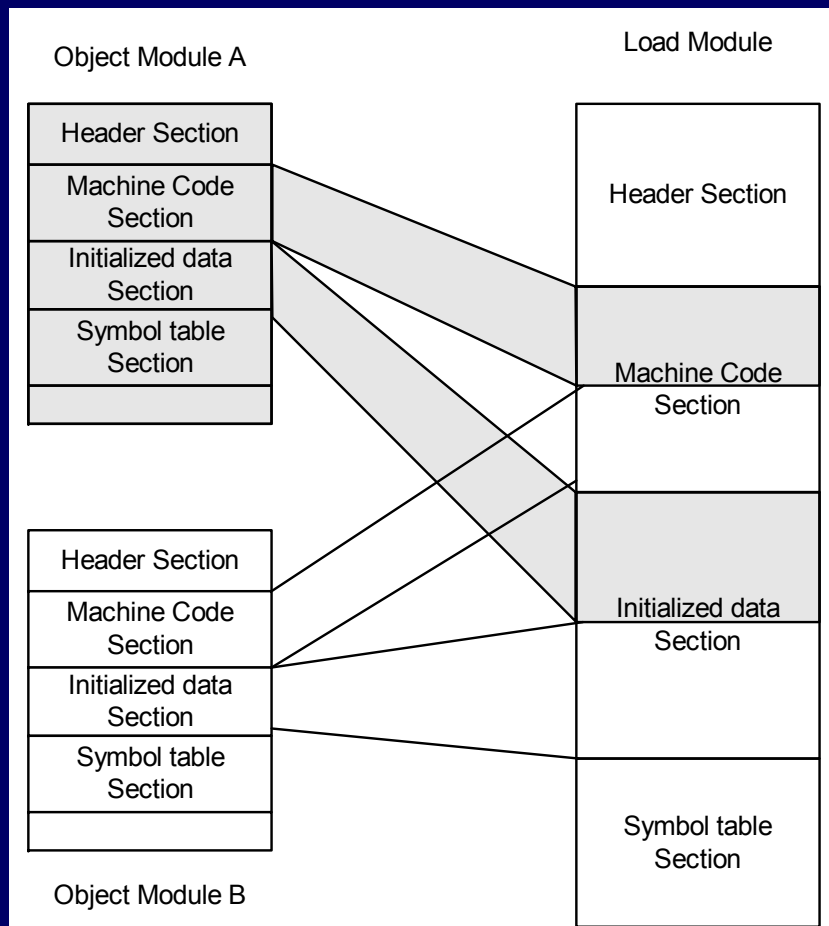 Object Module A
Header Section
Machine Code
Section
Initialized data
Section
Symbol table
Section
Header Section
Machine Code
Section
Initialized data
Section
Symbol table
Section
Object Module B
Load Module
Header Section
Machine Code
Section
Initialized data
Section
Symbol table
Section